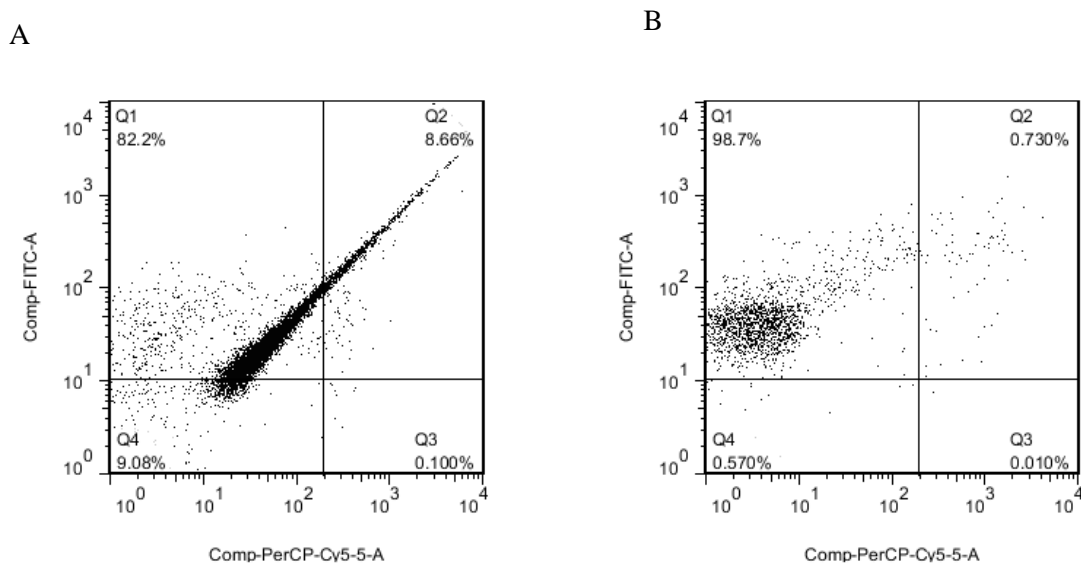 A
B
Q1
82.2%
Q2
8.66%
Q4
9.08%
Q3
0.100%
10^4
10^3
10^2
10^1
10^0
Comp-FITC-A
10^0 10^1 10^2 10^3 10^4
Comp-PerCP-Cy5-5-A
Q1
98.7%
Q2
0.730%
Q4
0.570%
Q3
0.010%
10^4
10^3
10^2
10^1
10^0
Comp-FITC-A
10^0 10^1 10^2 10^3 10^4
Comp-PerCP-Cy5-5-A